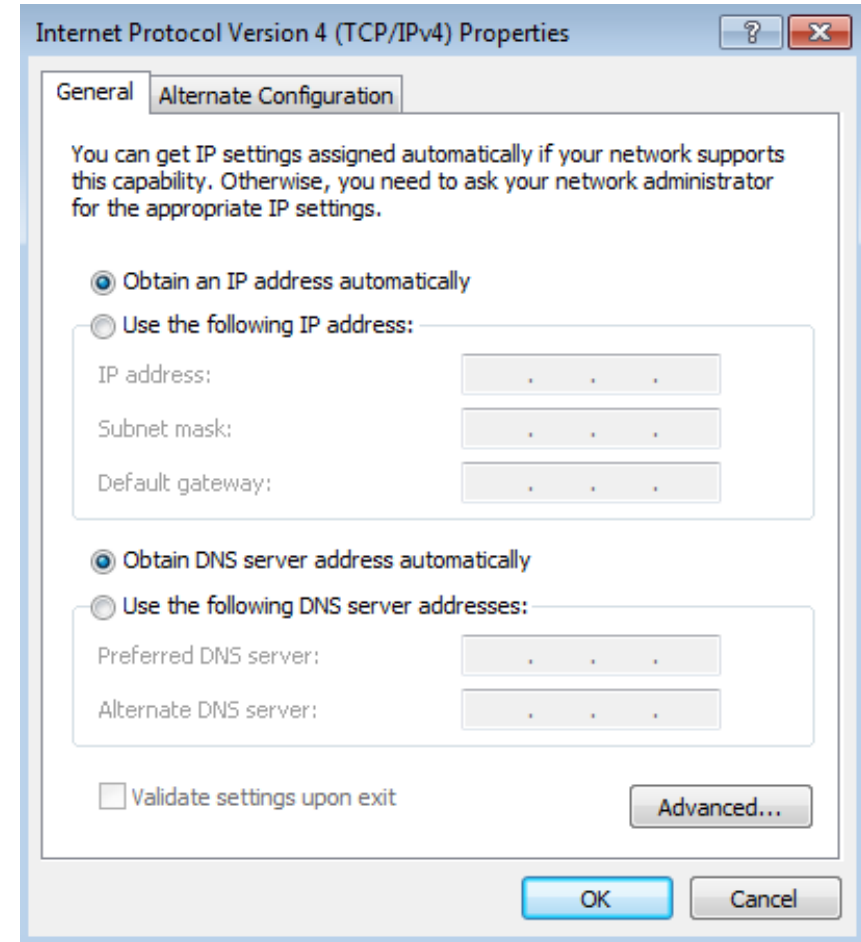 Internet Protocol Version 4 (TCP/IPv4) Properties
General
Alternate Configuration
You can get IP settings assigned automatically if your network supports
this capability. Otherwise, you need to ask your network administrator
for the appropriate IP settings.
Obtain an IP address automatically
Use the following IP address:
IP address:
Subnet mask:
Default gateway:
Obtain DNS server address automatically
Use the following DNS server addresses:
Preferred DNS server:
Alternate DNS server:
Validate settings upon exit
Advanced...
OK
Cancel